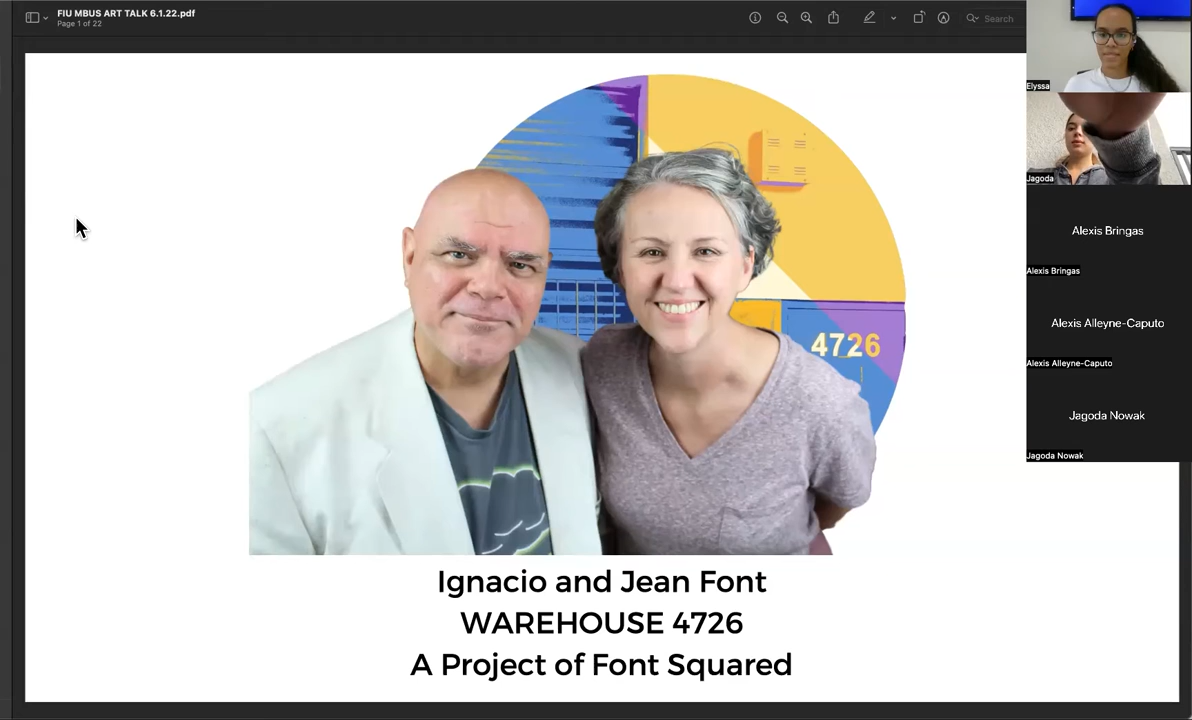 FIU MBUS ART TALK 6.1.22.pdf
Page 1 of 22
Search
4726
Ignacio and Jean Font
WAREHOUSE 4726
A Project of Font Squared
Elyssa
Jagoda
Alexis Bringas
Alexis Bringas
Alexis Alleyne-Caputo
Alexis Alleyne-Caputo
Jagoda Nowak
Jagoda Nowak